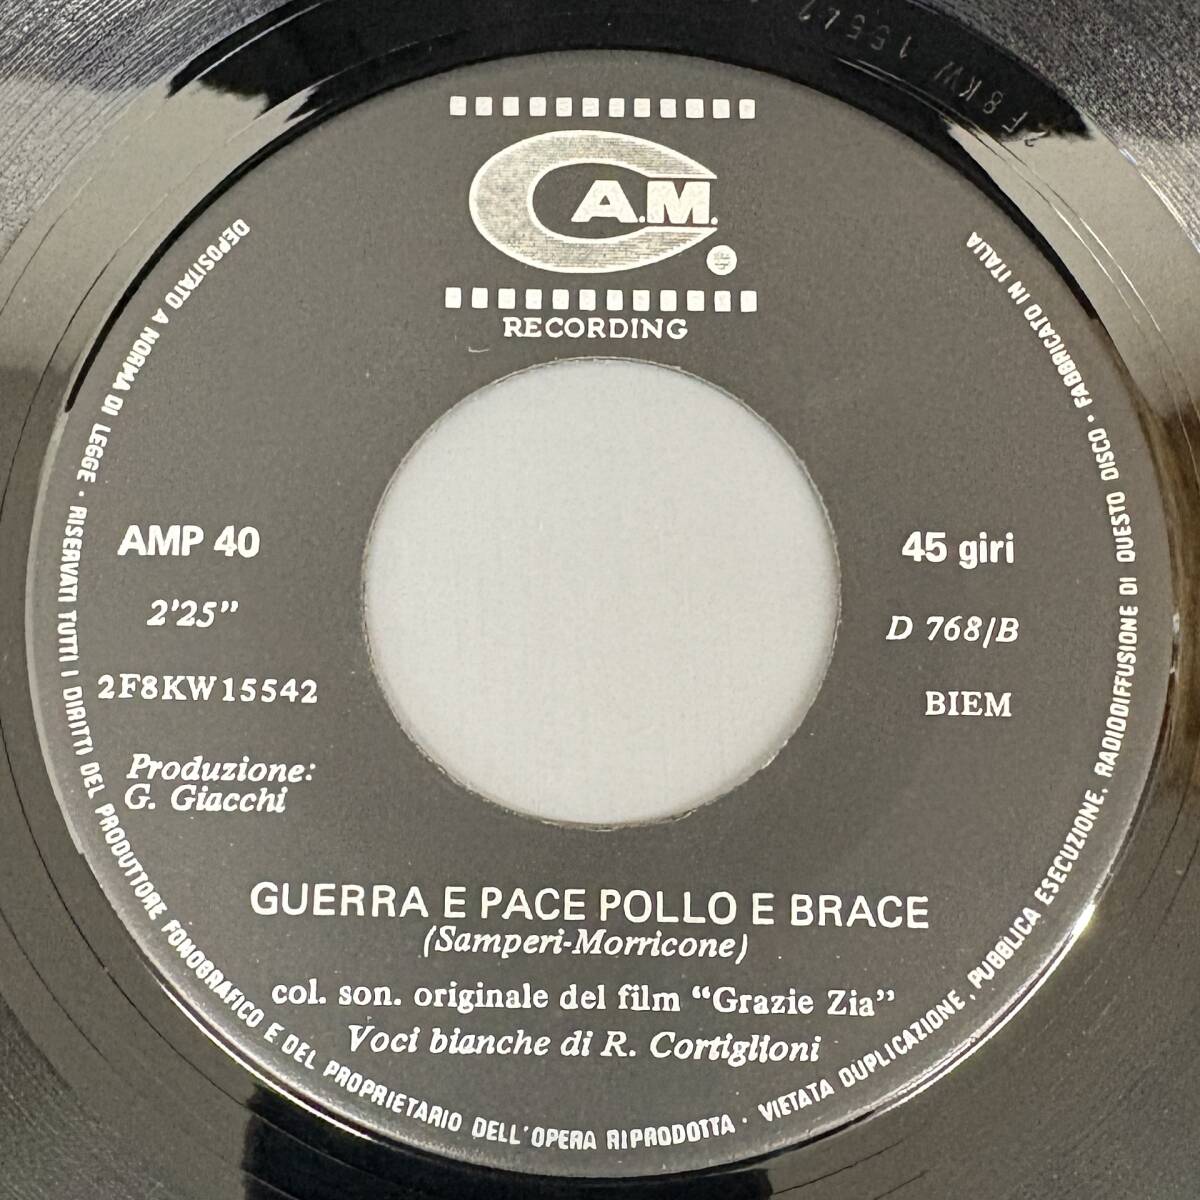 2F8KW 1554
C.A.M.
RECORDING
AMP 40
2'25"
2F8KW15542
Produzione:
G. Giacchi
45 giri
D 768/B
BIEM
GUERRA E PACE POLLO E BRACE
(Samperi-Morricone)
col. son. originale del film "Grazie Zia"
Voci bianche di R. Cortiglioni
DEPOSITATO A NORMA DI LEGGE · RISERVATI TUTTI I DIRITTI DEL PRODUTTORE FONOGRAFICO E DEL PROPRIETARIO DELL'OPERA RIPRODOTTA · VIETATA DUPLICAZIONE, PUBBLICA ESECUZIONE, RADIODIFFUSIONE DI QUESTO DISCO · FABBRICATO IN ITALIA